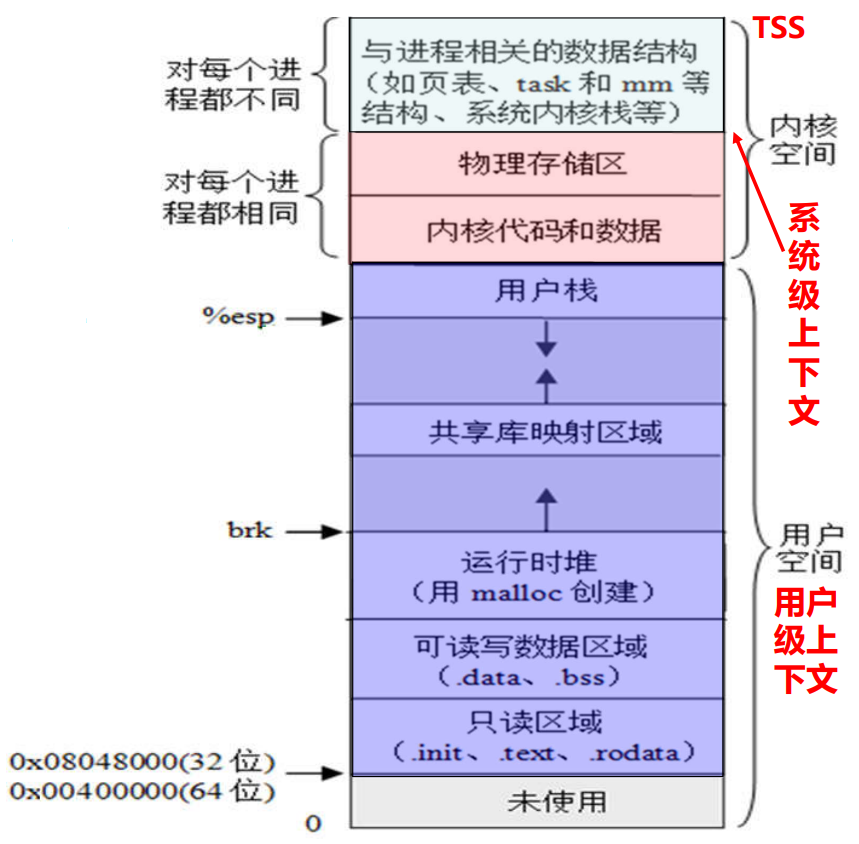 TSS
与进程相关的数据结构
（如页表、task 和 mm 等
结构、系统内核栈等）
对每个进
程都不同
内核
空间
物理存储区
对每个进
程都相同
内核代码和数据
系
统
级
上
下
文
用户栈
%esp
共享库映射区域
brk
运行时堆
（用 malloc 创建）
用户
空间
用户
级上
下文
可读写数据区域
（.data、.bss）
只读区域
（.init、.text、.rodata）
0x08048000(32 位)
0x00400000(64 位)
未使用
0